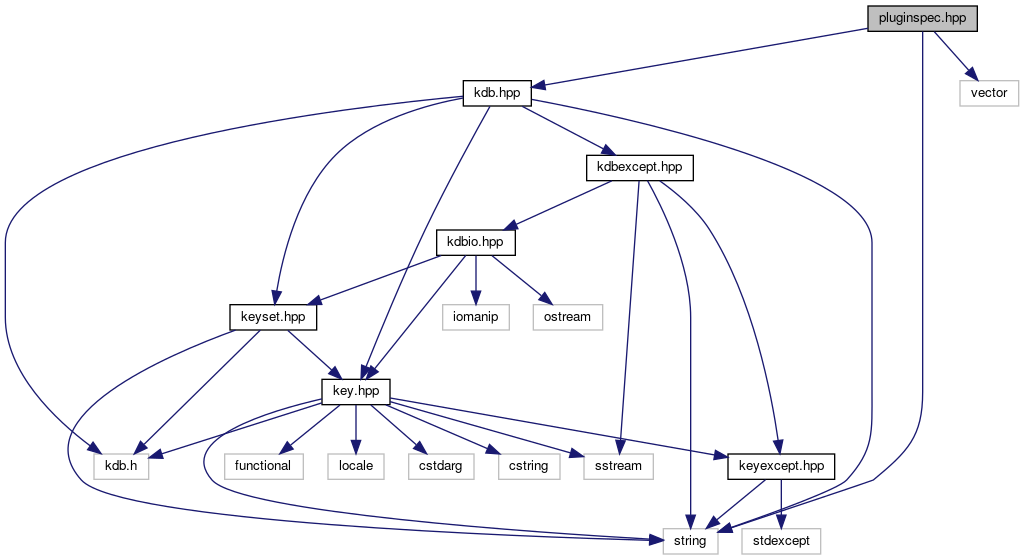 pluginspec.hpp
kdb.hpp
vector
kdbexcept.hpp
kdbio.hpp
keyset.hpp
iomanip
ostream
key.hpp
kdb.h
functional
locale
cstdarg
cstring
sstream
keyexcept.hpp
string
stdexcept